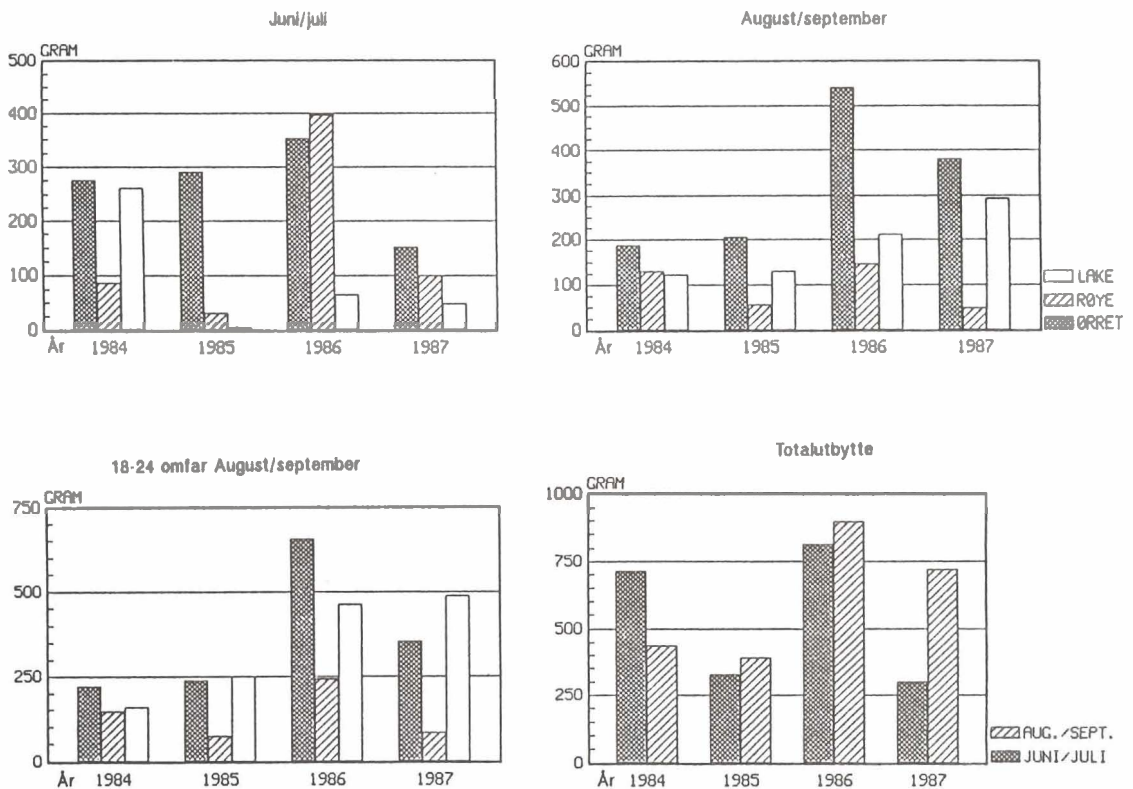 Juni/juli
GRAM
500
400
300
200
100
0
År 1984 1985 1986 1987
August/september
GRAM
600
500
400
300
200
100
0
År 1984 1985 1986 1987
LAKE
RØYE
ØRRET
18-24 omfar August/september
GRAM
750
500
250
0
År 1984 1985 1986 1987
Totalutbytte
GRAM
1000
750
500
250
0
År 1984 1985 1986 1987
AUG./SEPT.
JUNI/JULI